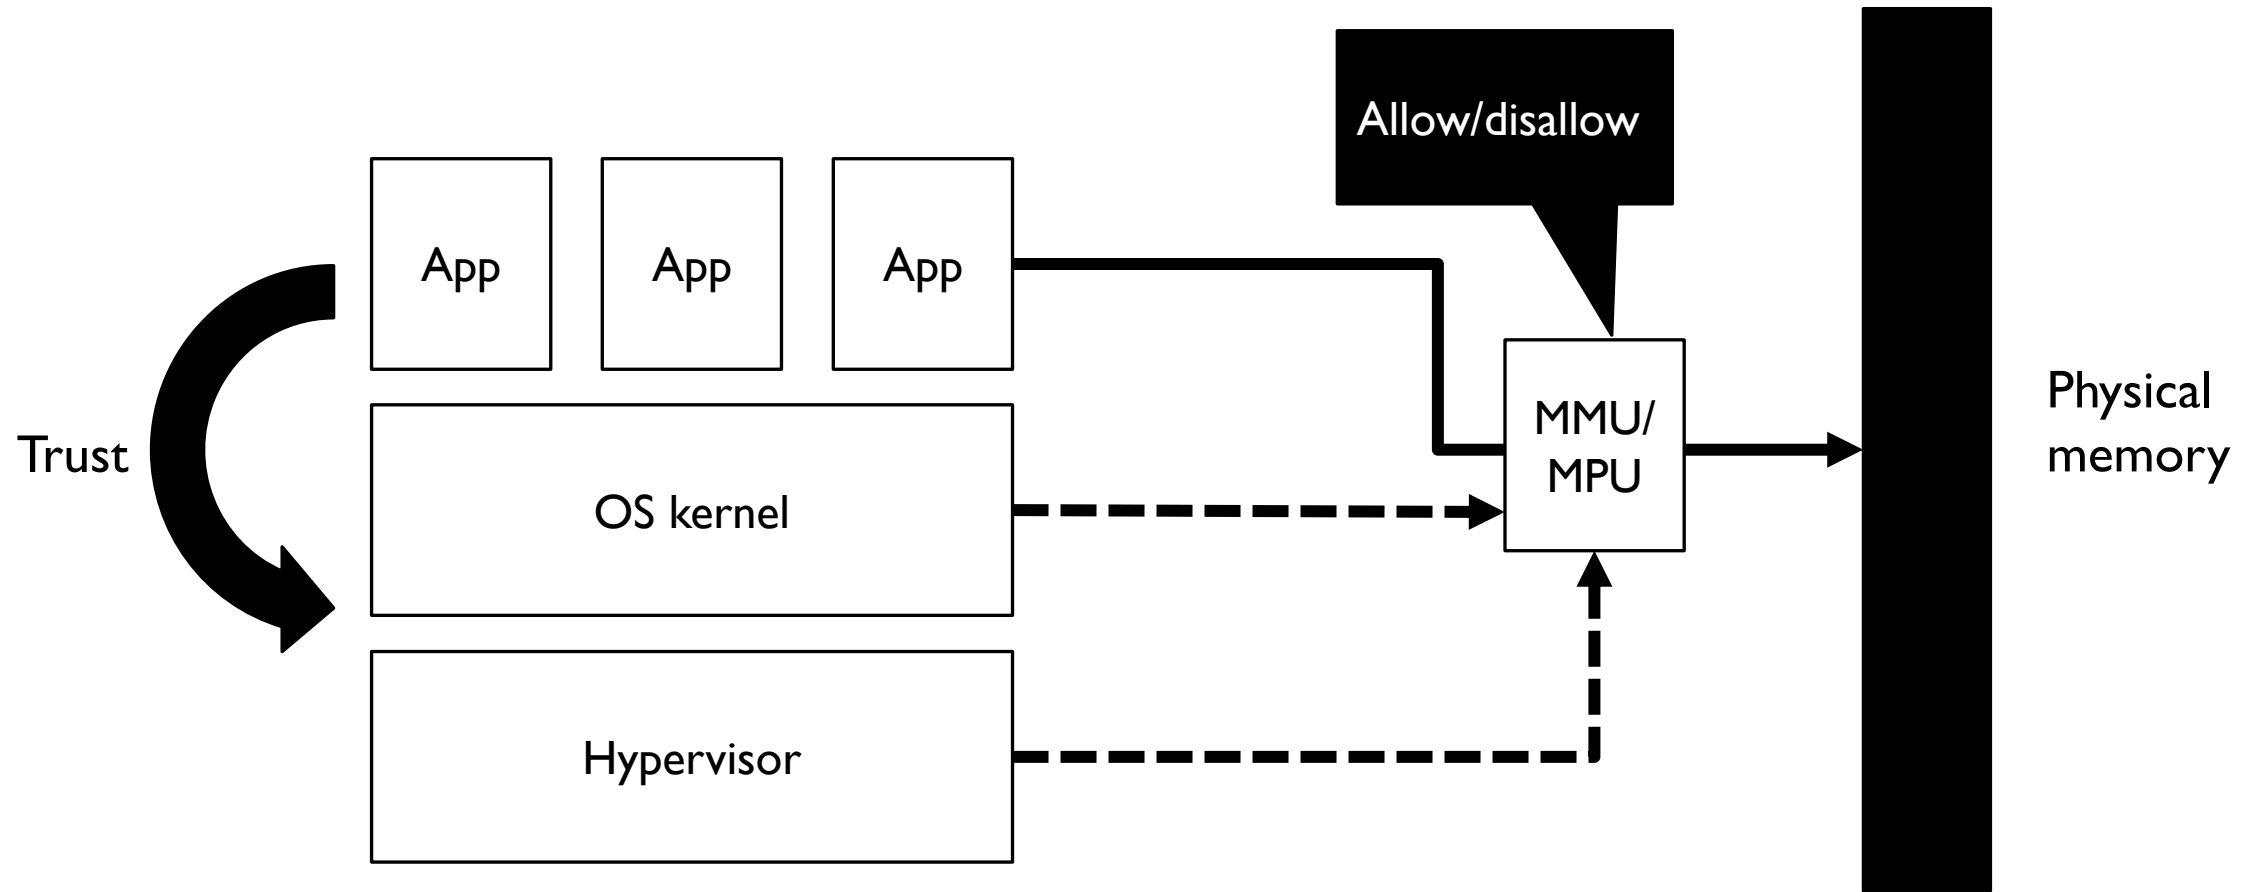 Allow/disallow
App
App
App
Trust
OS kernel
Hypervisor
MMU/
MPU
Physical
memory